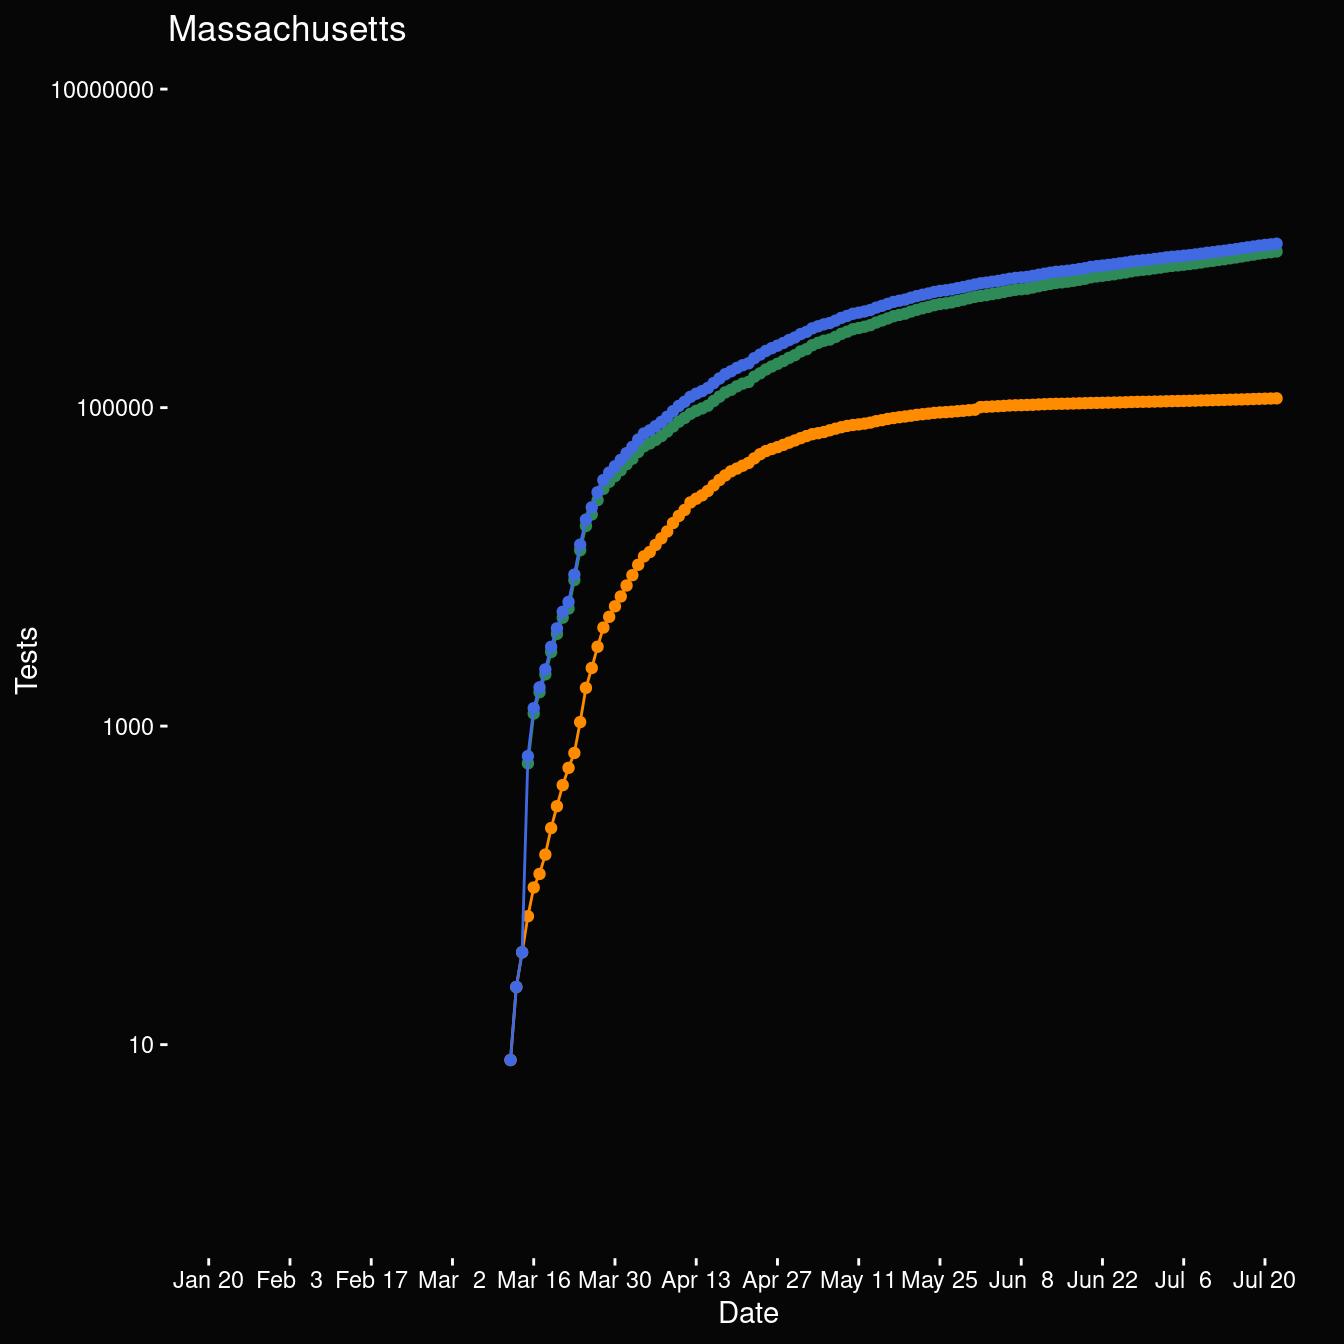 Massachusetts
10000000
100000
1000
10
Tests
Jan 20 Feb  3 Feb 17 Mar  2 Mar 16 Mar 30 Apr 13 Apr 27 May 11 May 25 Jun  8 Jun 22 Jul  6 Jul 20
Date